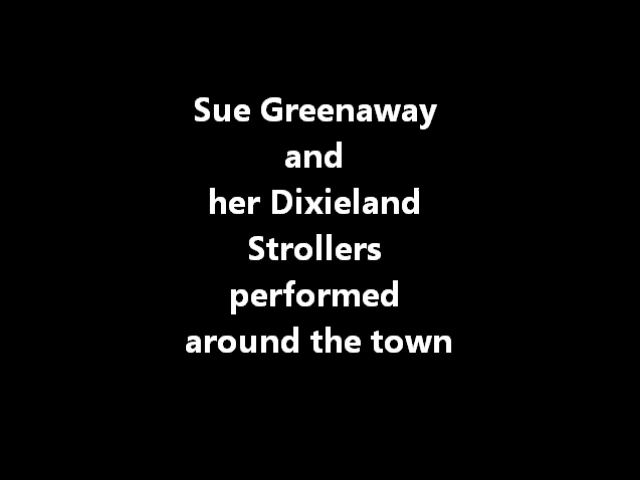 Sue Greenaway
and
her Dixieland
Strollers
performed
around the town